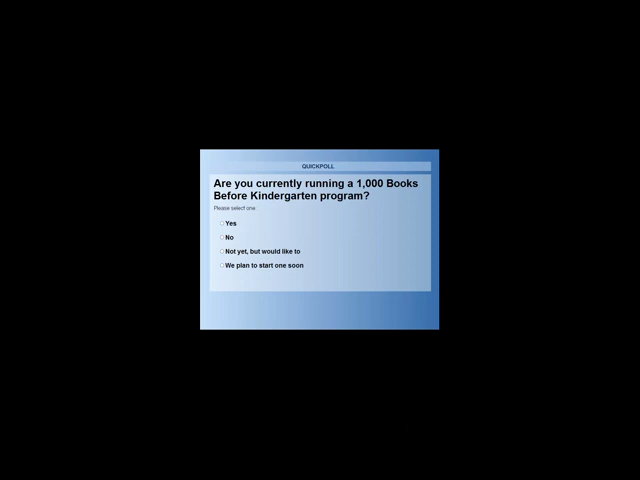 QUICKPOLL
Are you currently running a 1,000 Books
Before Kindergarten program?
Please select one
Yes
No
Not yet, but would like to
We plan to start one soon